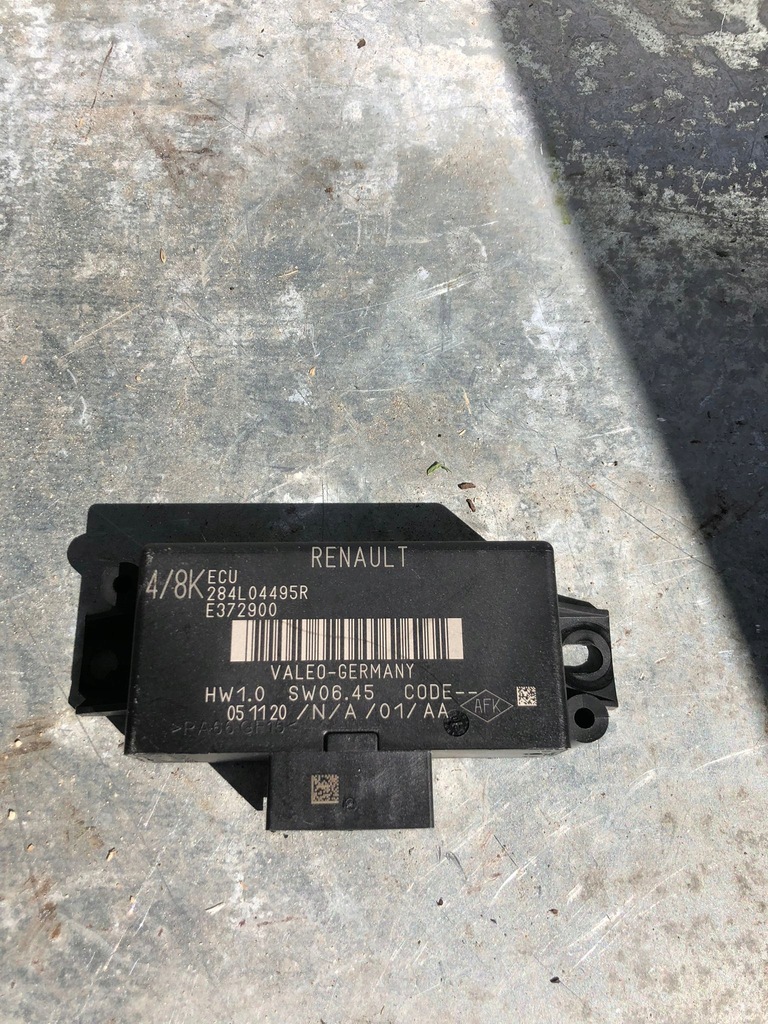 RENAULT
4/8K
ECU
284L04495R
E372900
VALEO-GERMANY
HW1.0 SW06.45 CODE--
051120 /N/A/01/AA
AFK